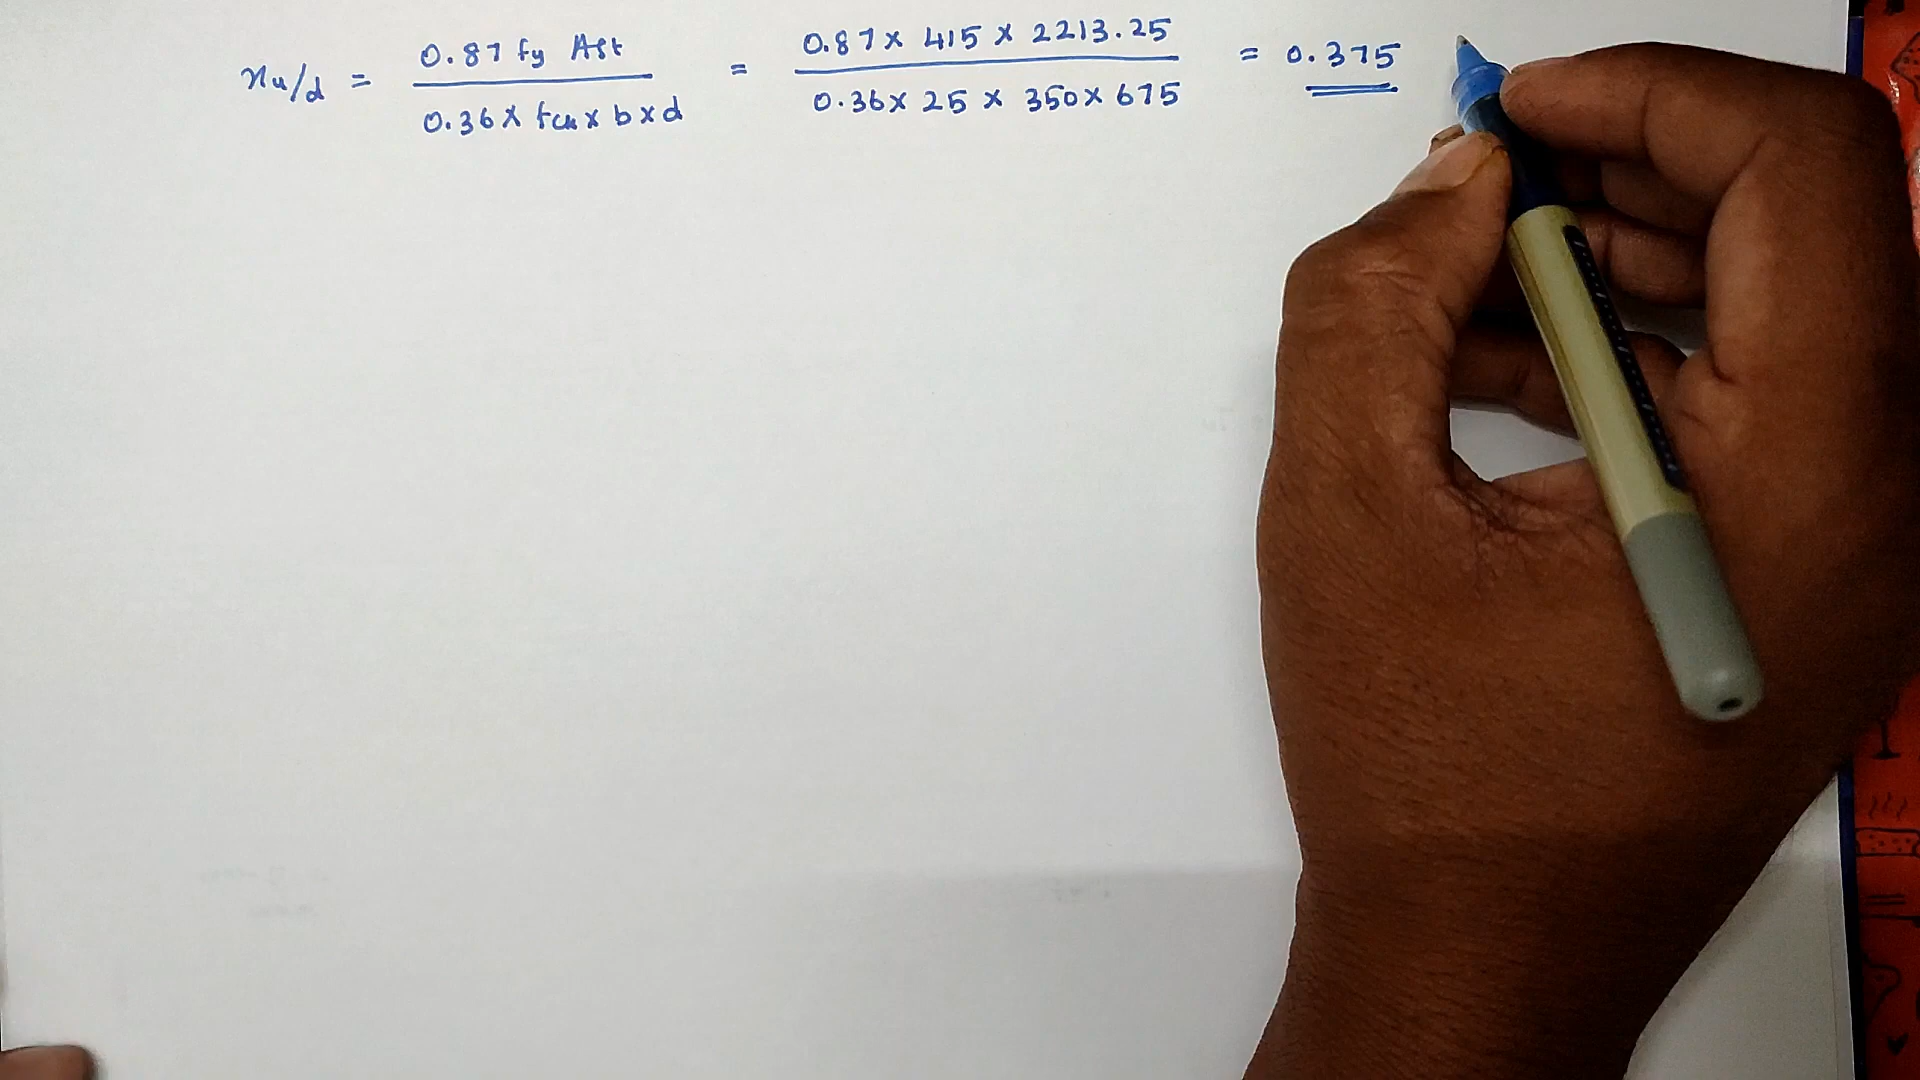 xu/d = 0.87 fy Ast / 0.36 x fck x b x d = 0.87 x 415 x 2213.25 / 0.36 x 25 x 350 x 675 = 0.375